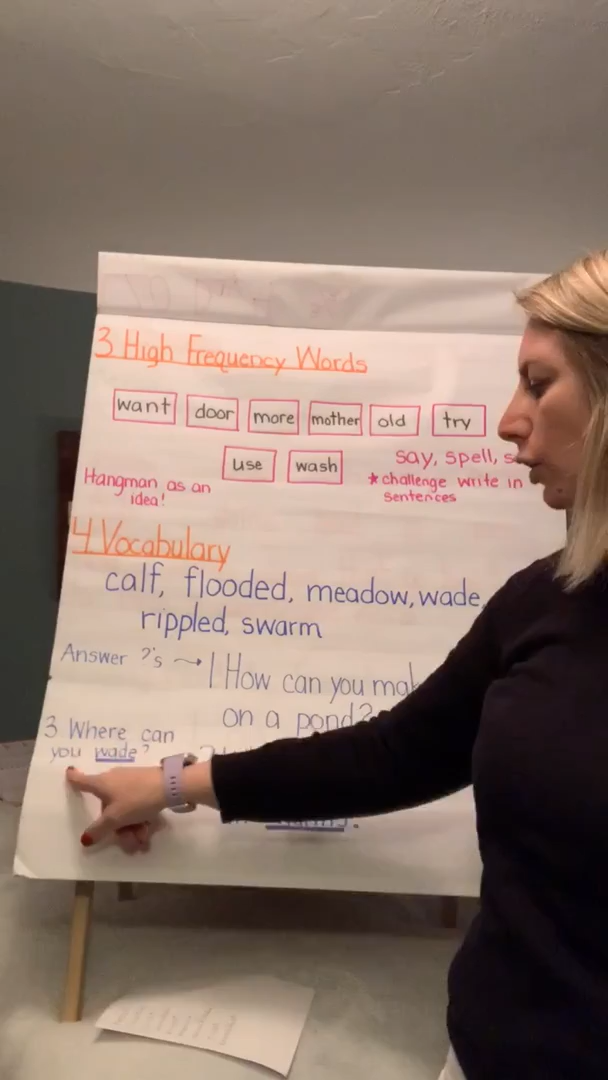 3 High Frequency Words
want door more mother old try
use wash
say, spell,
Hangman as an
idea!
*challenge write in
sentences
4 Vocabulary
calf, flooded, meadow, wade,
rippled, swarm
Answer ?'s → 1 How can you
on a pond?
3 Where can
you wade?